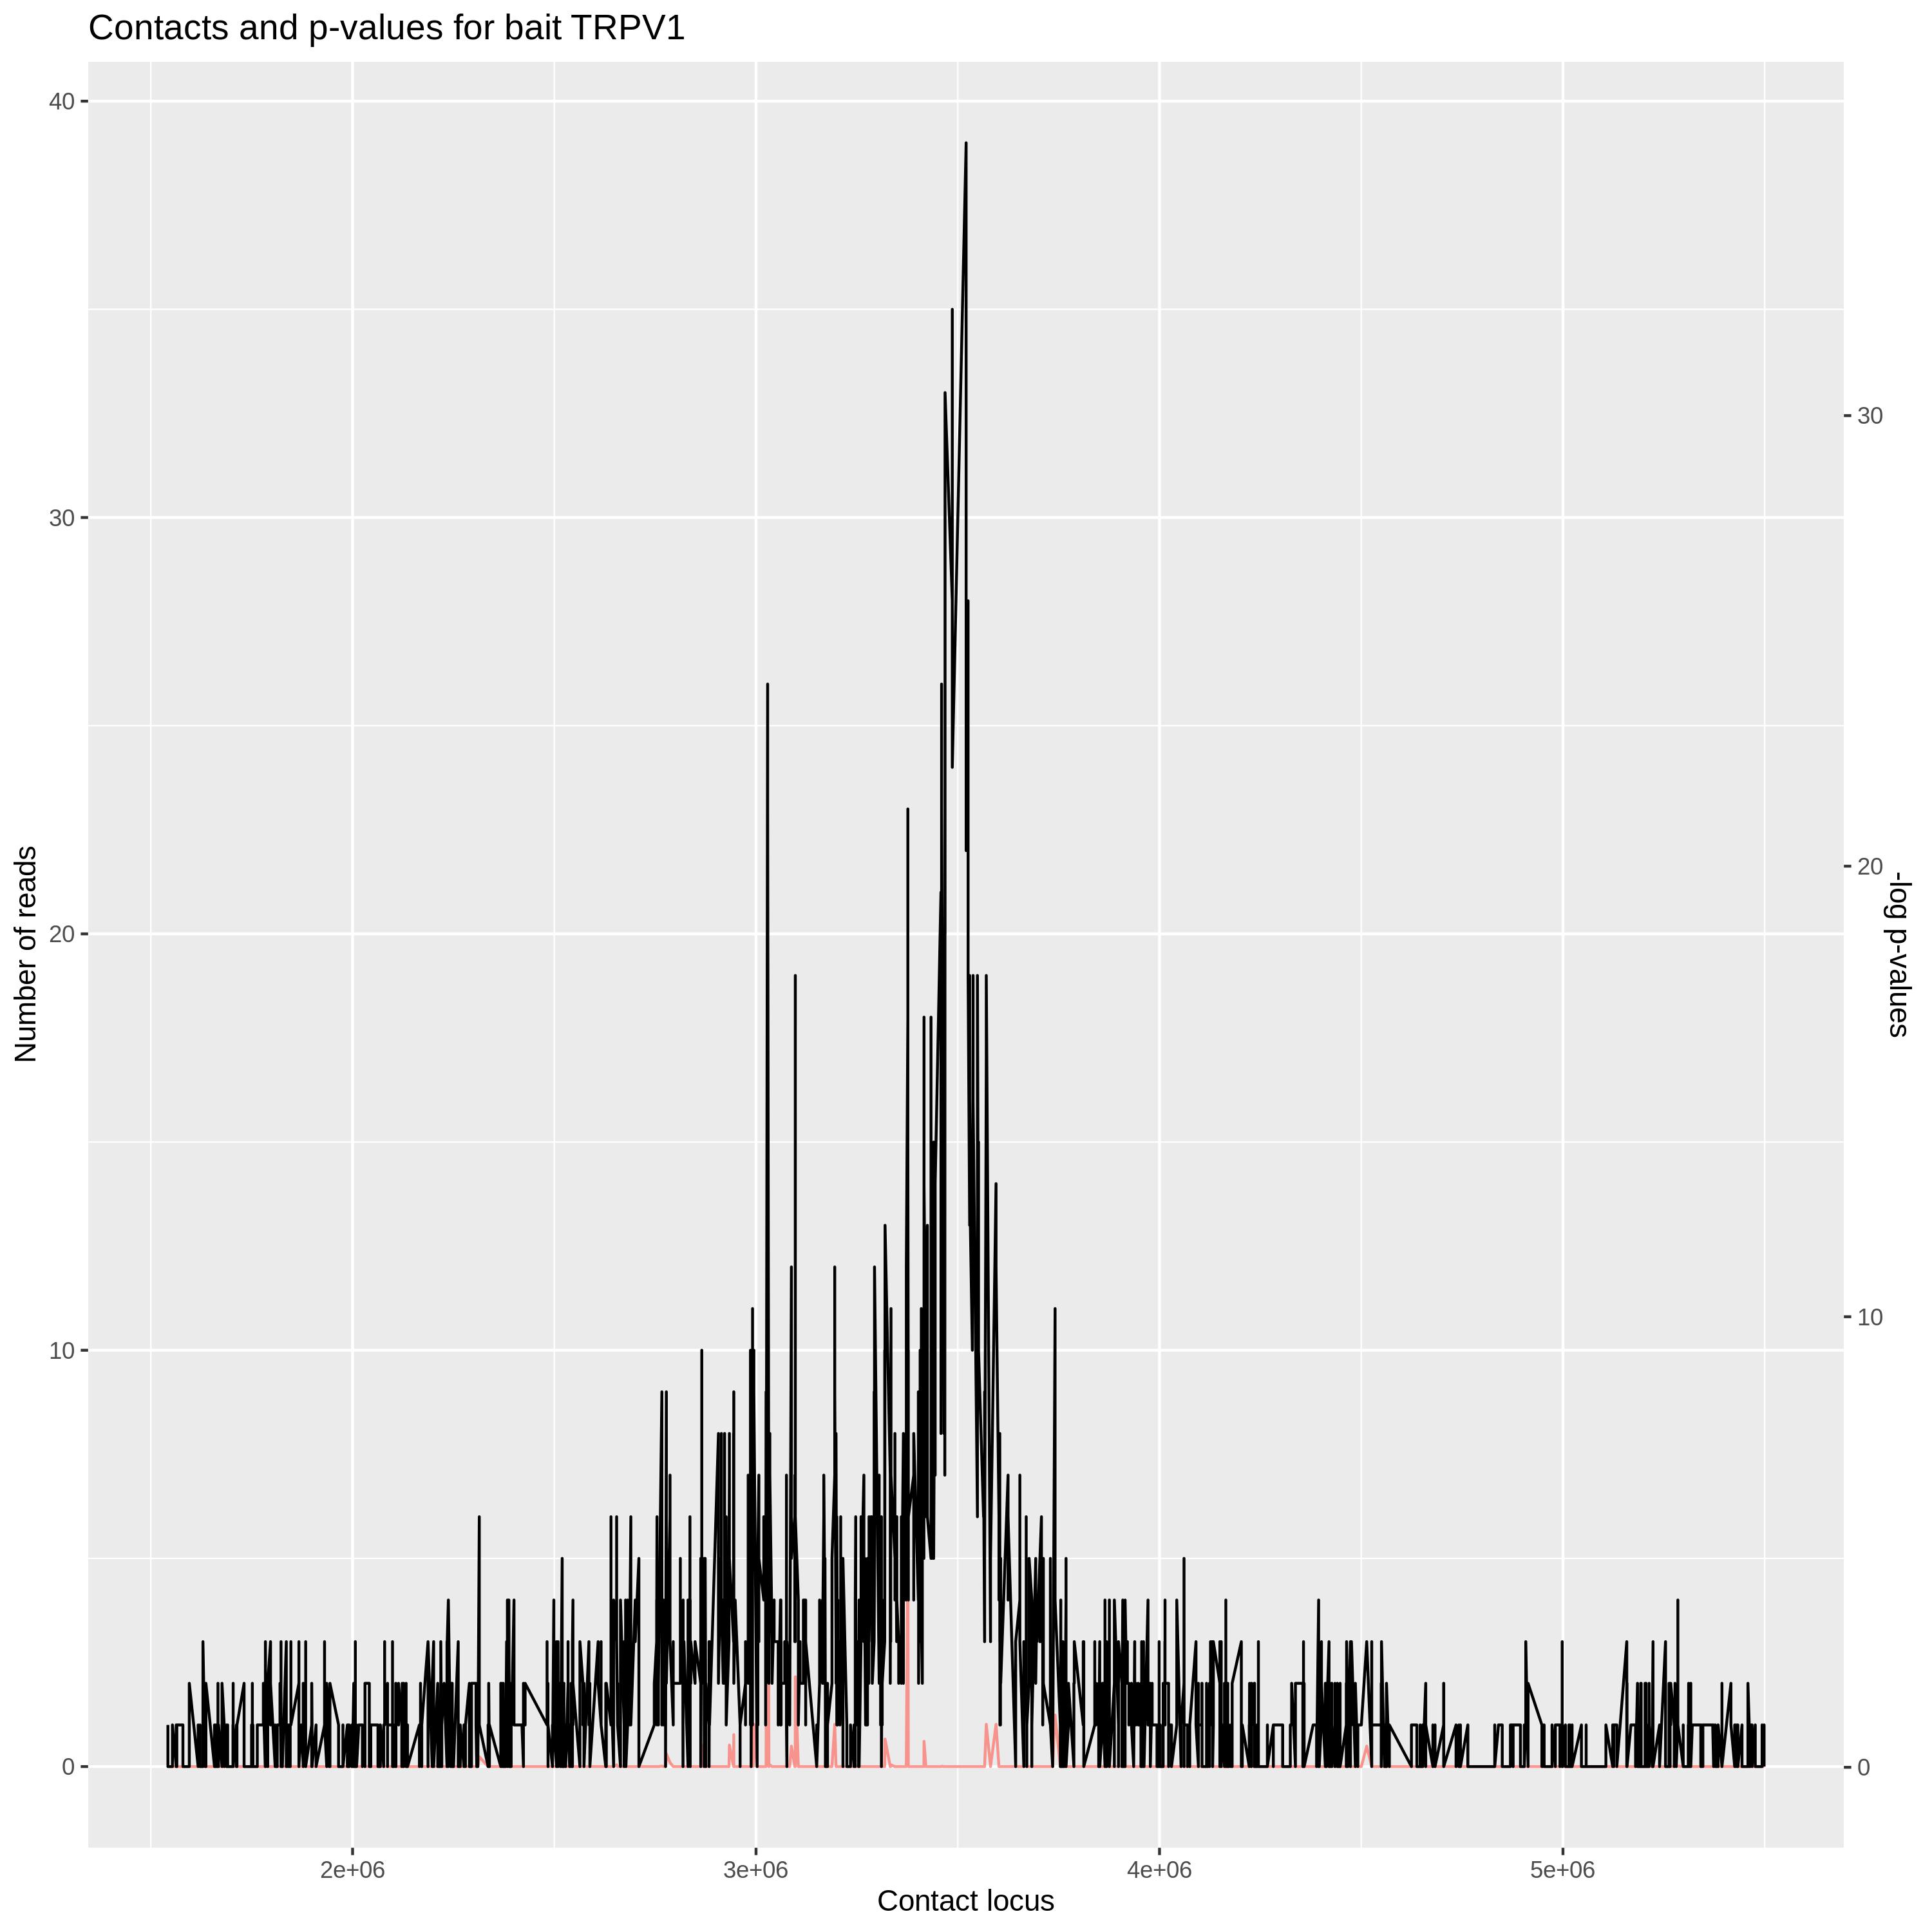 Contacts and p-values for bait TRPV1
40
30
20
10
0
Number of reads
30
20
10
0
-log p-values
2e+06
3e+06
4e+06
5e+06
Contact locus